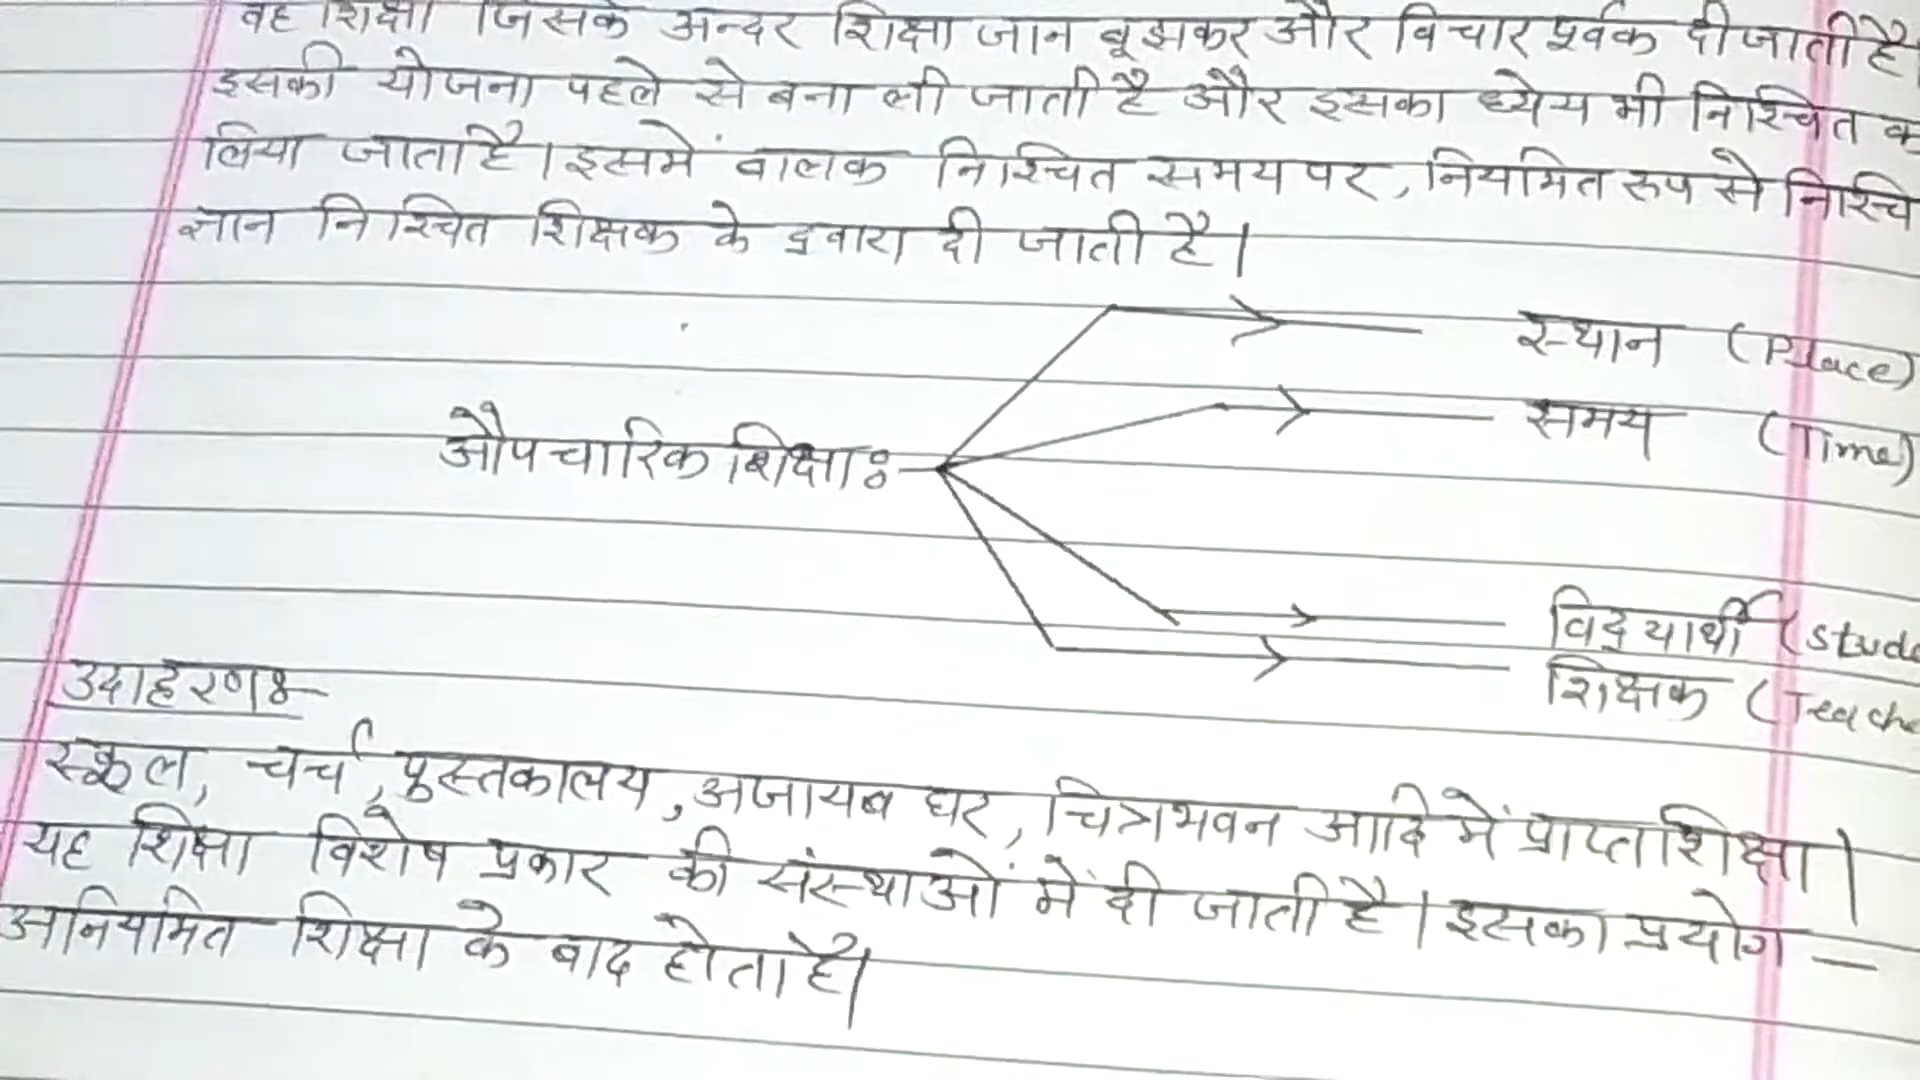 वह शिक्षा जिसके अन्दर शिक्षा जान बूझकर और विचार पूर्वक दी जाती है।
इसकी योजना पहले से बना ली जाती है और इसका ध्येय भी निश्चित
लिया जाता है। इसमें बालक निश्चित समय पर, नियमित रूप से निश्चि
ज्ञान निश्चित शिक्षक के द्वारा दी जाती है।
स्थान (Place)
समय (Time)
औपचारिक शिक्षाः-
विद्यार्थी (Stude
शिक्षक (Teache
उदाहरणः-
स्कूल, चर्च, पुस्तकालय, अजायब घर, चित्रभवन आदि में प्राप्त शिक्षा।
यह शिक्षा विशेष प्रकार की संस्थाओं में दी जाती है। इसका प्रयोग —
अनियमित शिक्षा के बाद होता है।